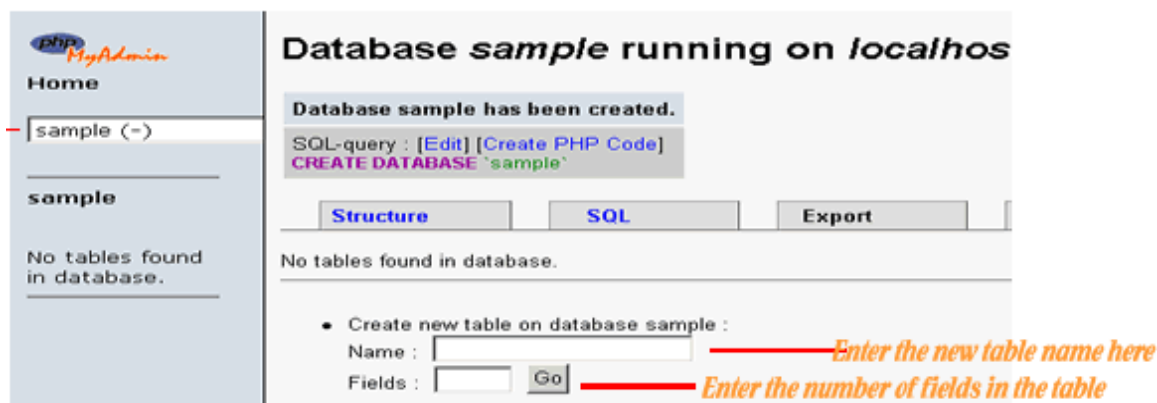 php
MyAdmin
Home
sample (-)
sample
No tables found
in database.
Database sample running on localhos
Database sample has been created.
SQL-query : [Edit] [Create PHP Code]
CREATE DATABASE `sample`
Structure
SQL
Export
No tables found in database.
• Create new table on database sample :
Name :
Enter the new table name here
Fields :
Go
Enter the number of fields in the table